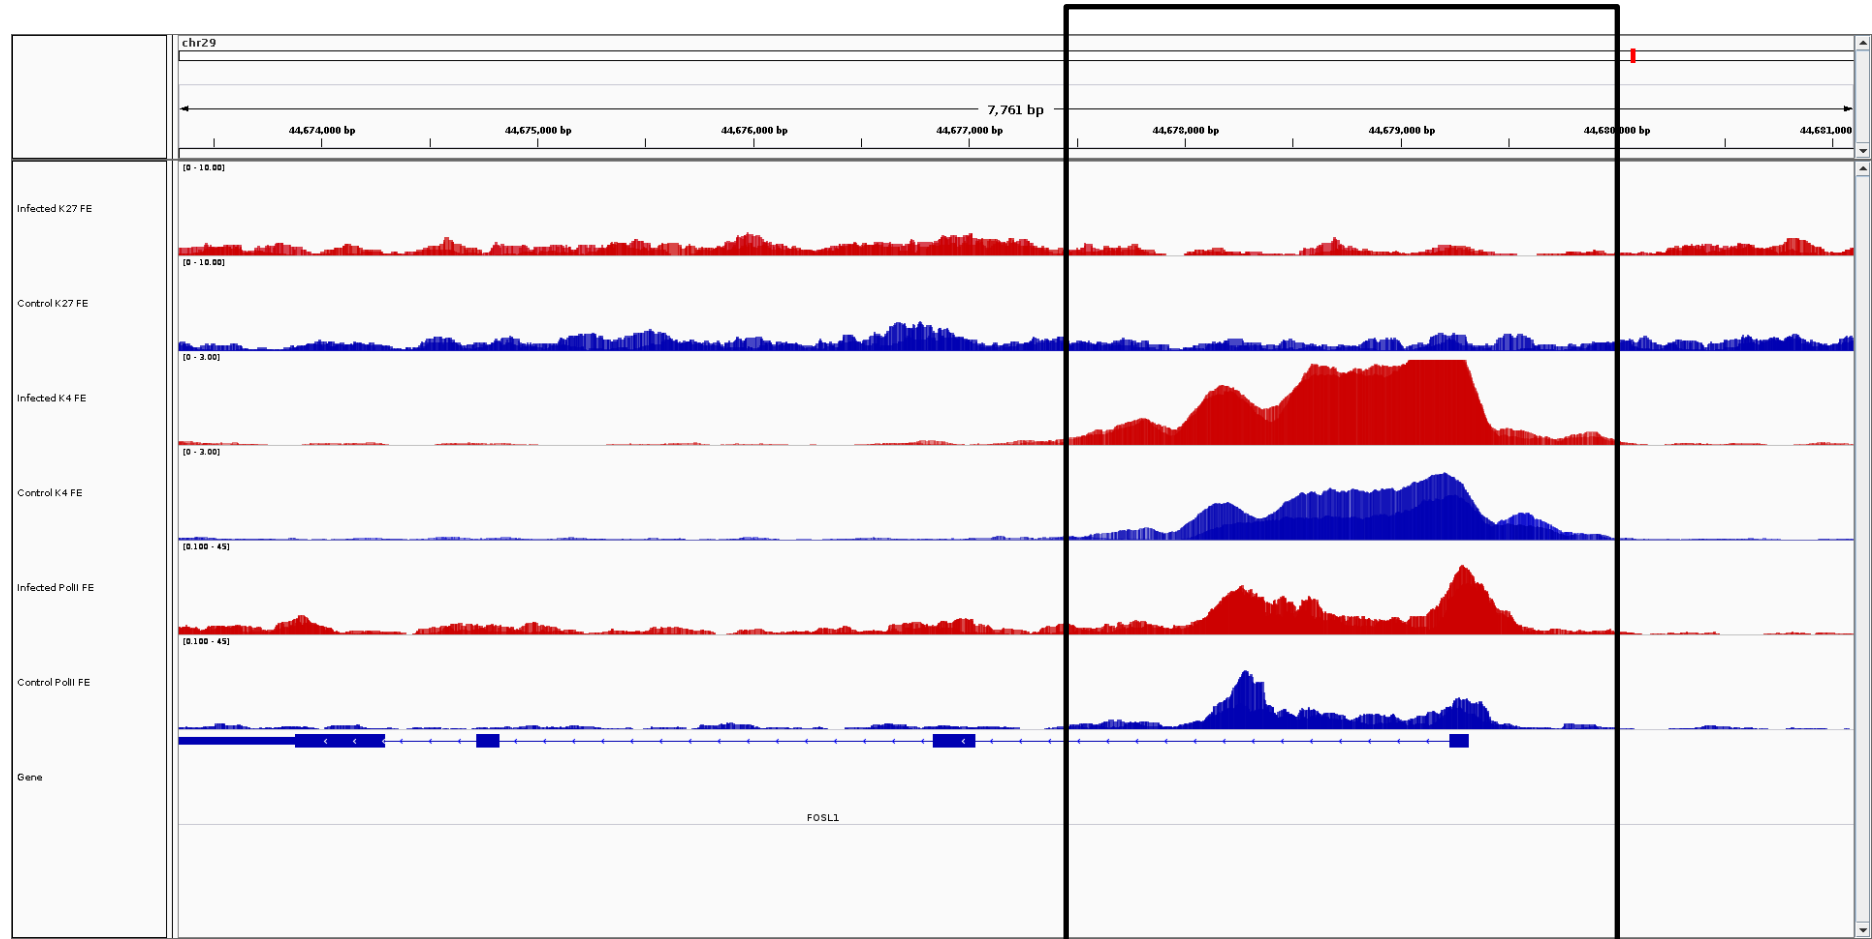 chr29
7,761 bp
44,674,000 bp 44,675,000 bp 44,676,000 bp 44,677,000 bp 44,678,000 bp 44,679,000 bp 44,680,000 bp 44,681,000
[0 - 10.00]
Infected K27 FE
[0 - 10.00]
Control K27 FE
[0 - 3.00]
Infected K4 FE
[0 - 3.00]
Control K4 FE
[0.100 - 45]
Infected PolII FE
[0.100 - 45]
Control PolII FE
Gene
FOSL1